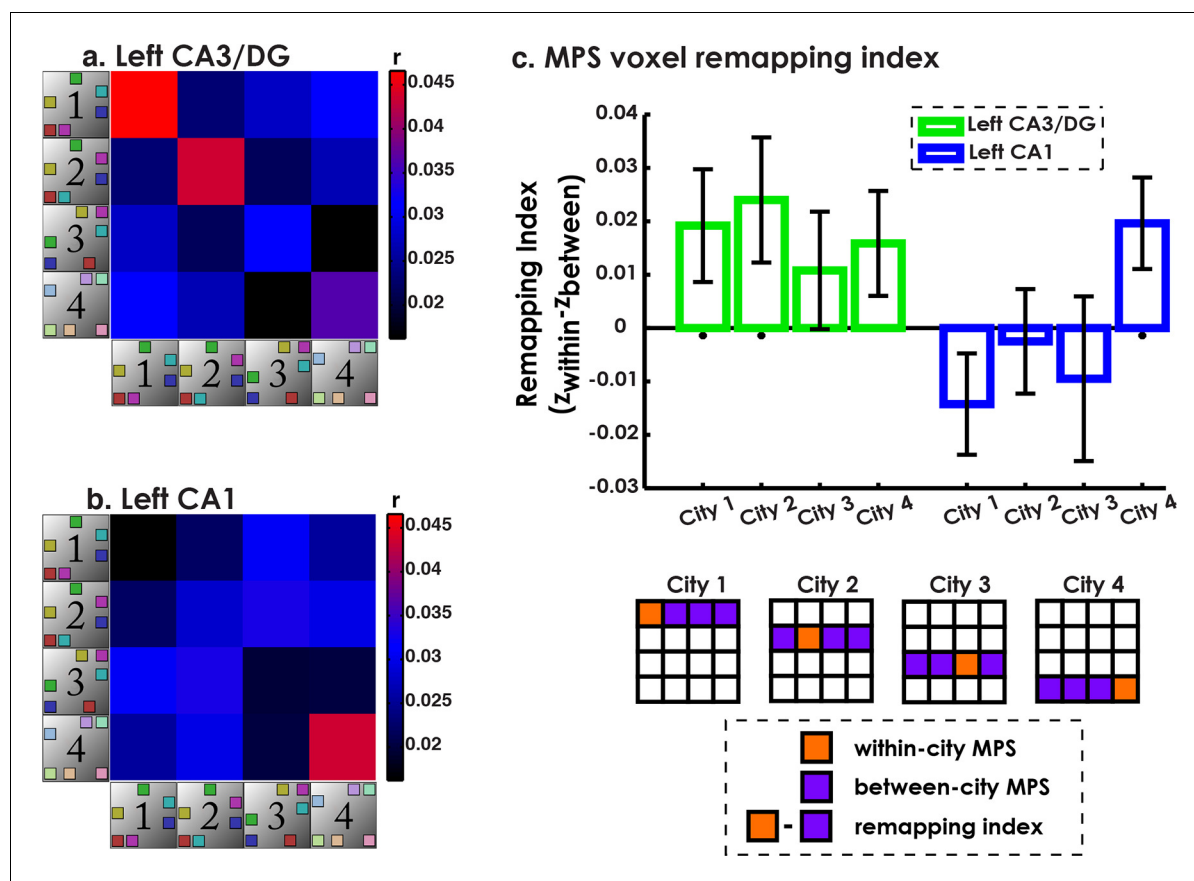 a. Left CA3/DG
r
0.045
0.04
0.035
0.03
0.025
0.02
1
2
3
4
1 2 3 4
b. Left CA1
r
0.045
0.04
0.035
0.03
0.025
0.02
1
2
3
4
1 2 3 4
c. MPS voxel remapping index
Left CA3/DG
Left CA1
Remapping Index
(zwithin-zbetween)
0.04
0.03
0.02
0.01
0
-0.01
-0.02
-0.03
City 1 City 2 City 3 City 4 City 1 City 2 City 3 City 4
City 1 City 2 City 3 City 4
within-city MPS
between-city MPS
- remapping index